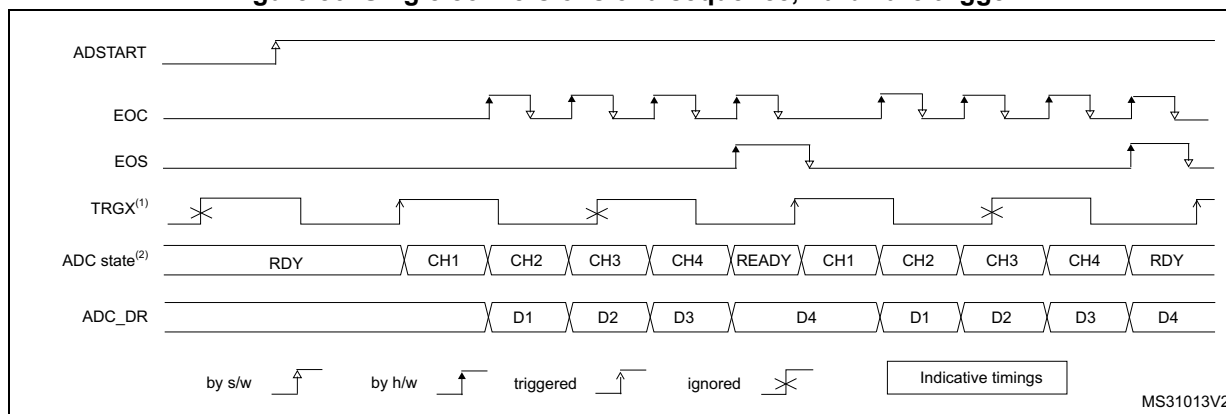 ADSTART
EOC
EOS
TRGX(1)
ADC state(2) RDY CH1 CH2 CH3 CH4 READY CH1 CH2 CH3 CH4 RDY
ADC_DR D1 D2 D3 D4 D1 D2 D3 D4
by s/w by h/w triggered ignored Indicative timings
MS31013V2